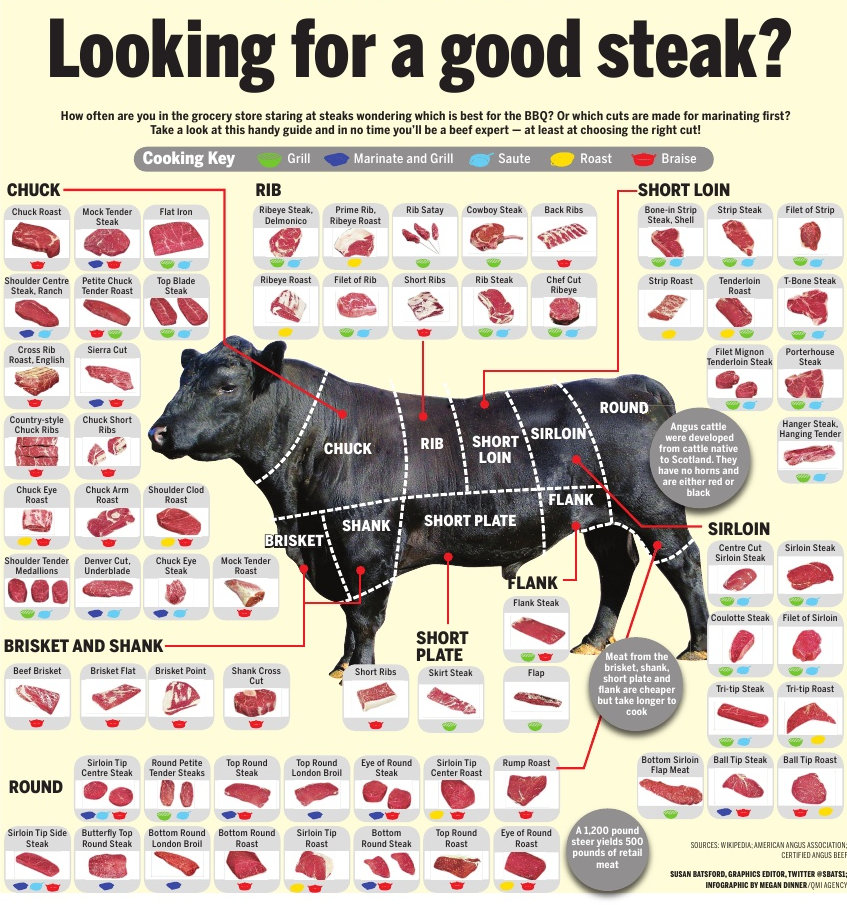 Looking for a good steak?
How often are you in the grocery store staring at steaks wondering which is best for the BBQ? Or which cuts are made for marinating first?
Take a look at this handy guide and in no time you'll be a beef expert — at least at choosing the right cut!
Cooking Key Grill Marinate and Grill Saute Roast Braise
CHUCK
Chuck Roast
Mock Tender
Steak
Flat Iron
Shoulder Centre
Steak, Ranch
Petite Chuck
Tender Roast
Top Blade
Steak
Cross Rib
Roast, English
Sierra Cut
Country-style
Chuck Ribs
Chuck Short
Ribs
Chuck Eye
Roast
Chuck Arm
Roast
Shoulder Clod
Roast
Shoulder Tender
Medallions
Denver Cut,
Underblade
Chuck Eye
Steak
Mock Tender
Roast
RIB
Ribeye Steak,
Delmonico
Prime Rib,
Ribeye Roast
Rib Satay
Cowboy Steak
Back Ribs
Ribeye Roast
Filet of Rib
Short Ribs
Rib Steak
Chef Cut
Ribeye
SHORT LOIN
Bone-in Strip
Steak, Shell
Strip Steak
Filet of Strip
Strip Roast
Tenderloin
Roast
T-Bone Steak
Filet Mignon
Tenderloin Steak
Porterhouse
Steak
Hanger Steak,
Hanging Tender
CHUCK
RIB
SHORT
LOIN
SIRLOIN
ROUND
BRISKET
SHANK
SHORT PLATE
FLANK
Angus cattle
were developed
from cattle native
to Scotland. They
have no horns and
are either red or
black
SIRLOIN
Centre Cut
Sirloin Steak
Sirloin Steak
Coulotte Steak
Filet of Sirloin
Tri-tip Steak
Tri-tip Roast
Bottom Sirloin
Flap Meat
Ball Tip Steak
Ball Tip Roast
FLANK
Flank Steak
Flap
BRISKET AND SHANK
Beef Brisket
Brisket Flat
Brisket Point
Shank Cross
Cut
SHORT
PLATE
Short Ribs
Skirt Steak
Meat from the
brisket, shank,
short plate and
flank are cheaper
but take longer to
cook
ROUND
Sirloin Tip
Centre Steak
Round Petite
Tender Steaks
Top Round
Steak
Top Round
London Broil
Eye of Round
Steak
Sirloin Tip
Center Roast
Rump Roast
Sirloin Tip Side
Steak
Butterfly Top
Round Steak
Bottom Round
London Broil
Bottom Round
Roast
Sirloin Tip
Roast
Bottom
Round Steak
Top Round
Roast
Eye of Round
Roast
A 1,200 pound
steer yields 500
pounds of retail
meat
SOURCES: WIKIPEDIA; AMERICAN ANGUS ASSOCIATION;
CERTIFIED ANGUS BEEF
SUSAN BATSFORD, GRAPHICS EDITOR, TWITTER @SBATS1;
INFOGRAPHIC BY MEGAN DINNER/QMI AGENCY